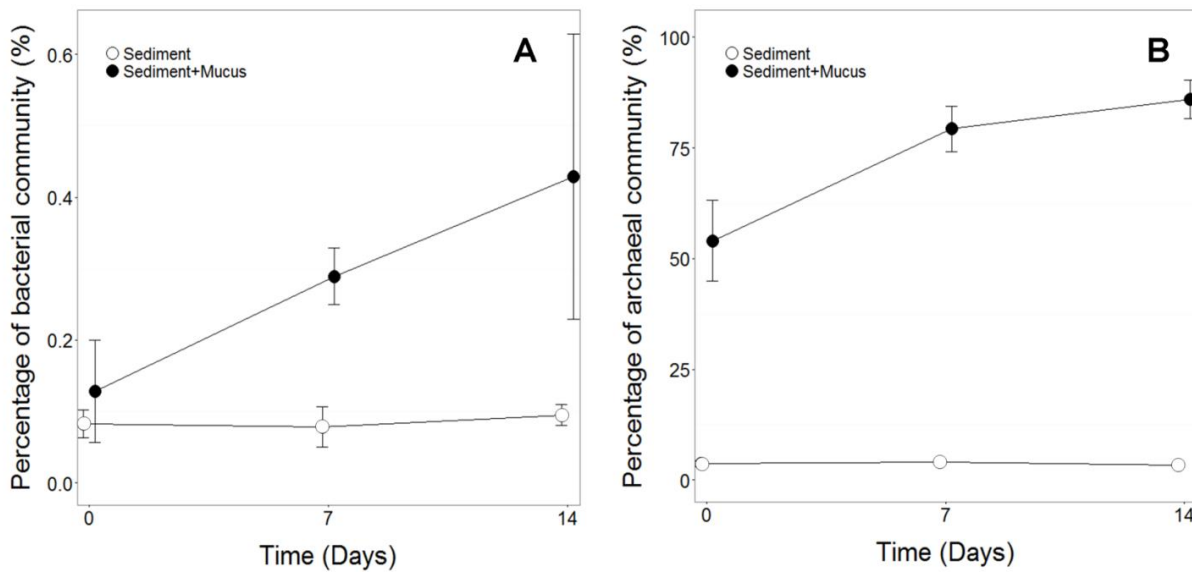 Percentage of bacterial community (%)
0.6
0.4
0.2
0.0
Sediment
Sediment+Mucus
A
0
7
14
Time (Days)
Percentage of archaeal community (%)
100
75
50
25
0
Sediment
Sediment+Mucus
B
0
7
14
Time (Days)